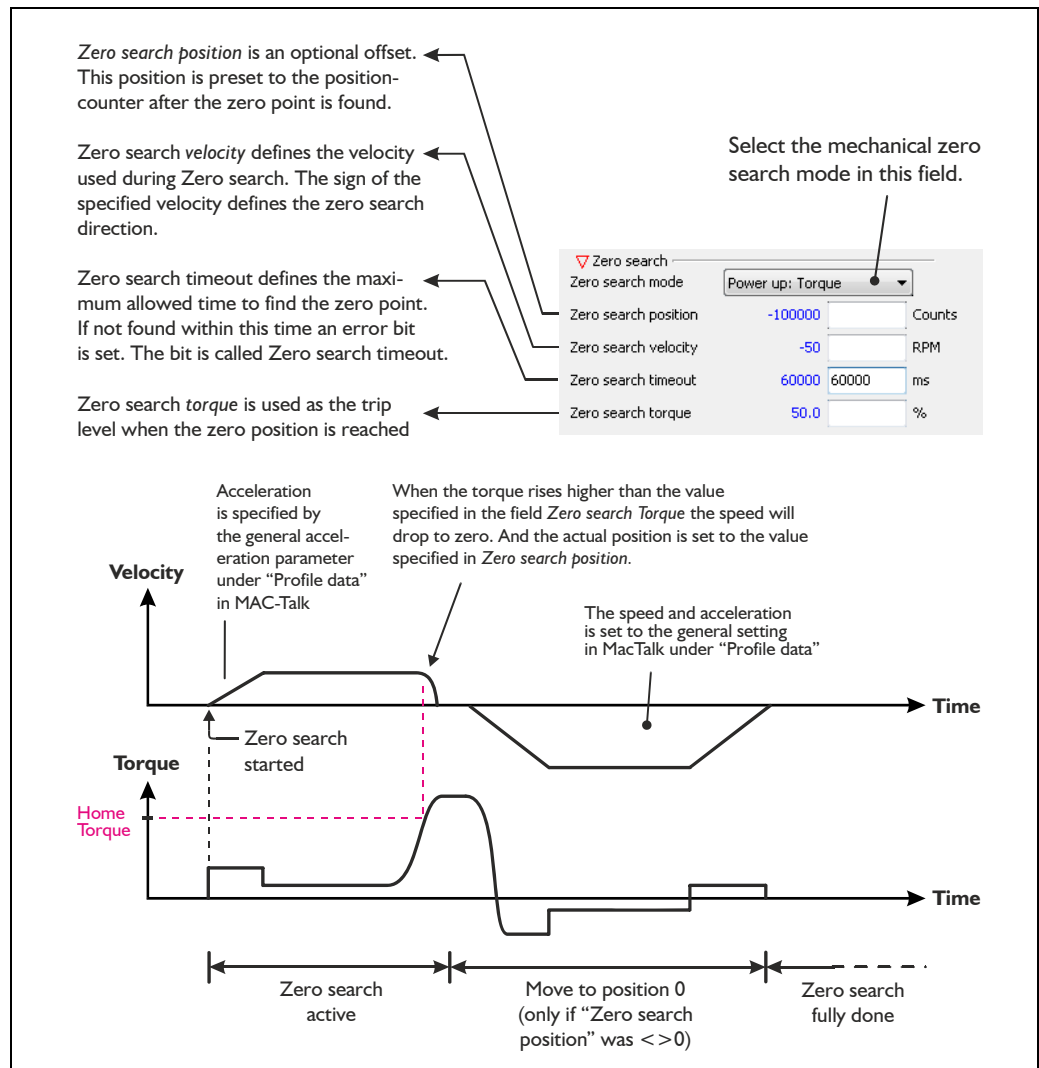 Zero search position is an optional offset.
This position is preset to the position-
counter after the zero point is found.
Zero search velocity defines the velocity
used during Zero search. The sign of the
specified velocity defines the zero search
direction.
Zero search timeout defines the maxi-
mum allowed time to find the zero point.
If not found within this time an error bit
is set. The bit is called Zero search timeout.
Zero search torque is used as the trip
level when the zero position is reached
Select the mechanical zero
search mode in this field.
Zero search
Zero search mode Power up: Torque
Zero search position -100000 Counts
Zero search velocity -50 RPM
Zero search timeout 60000 60000 ms
Zero search torque 50.0 %
Acceleration
is specified by
the general accel-
eration parameter
under “Profile data”
in MAC-Talk
When the torque rises higher than the value
specified in the field Zero search Torque the speed will
drop to zero. And the actual position is set to the value
specified in Zero search position.
The speed and acceleration
is set to the general setting
in MacTalk under “Profile data”
Velocity
Time
Zero search
started
Torque
Home
Torque
Time
Zero search
active
Move to position 0
(only if “Zero search
position” was <>0)
Zero search
fully done